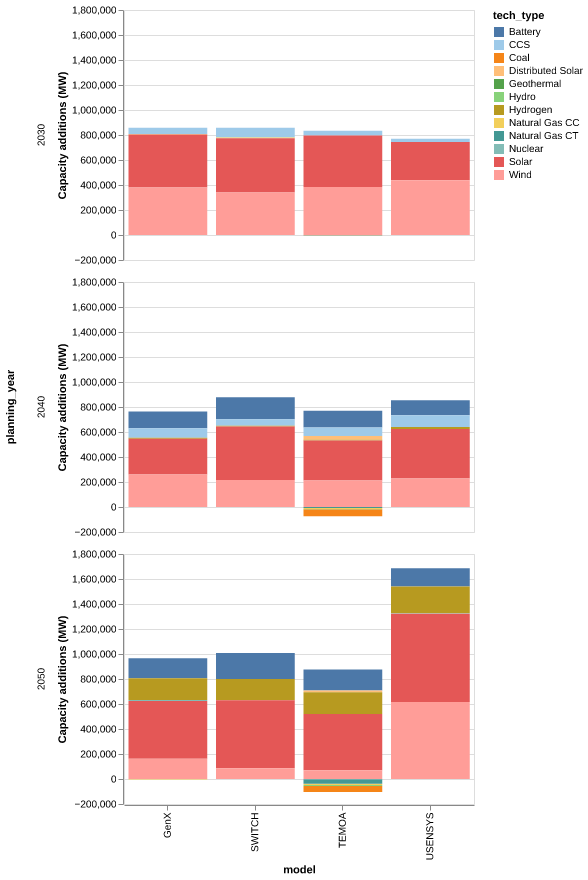 tech_type
Battery
CCS
Coal
Distributed Solar
Geothermal
Hydro
Hydrogen
Natural Gas CC
Natural Gas CT
Nuclear
Solar
Wind
planning_year
2030
Capacity additions (MW)
1,800,000
1,600,000
1,400,000
1,200,000
1,000,000
800,000
600,000
400,000
200,000
0
−200,000
2040
Capacity additions (MW)
1,800,000
1,600,000
1,400,000
1,200,000
1,000,000
800,000
600,000
400,000
200,000
0
−200,000
2050
Capacity additions (MW)
1,800,000
1,600,000
1,400,000
1,200,000
1,000,000
800,000
600,000
400,000
200,000
0
−200,000
GenX
SWITCH
TEMOA
USENSYS
model